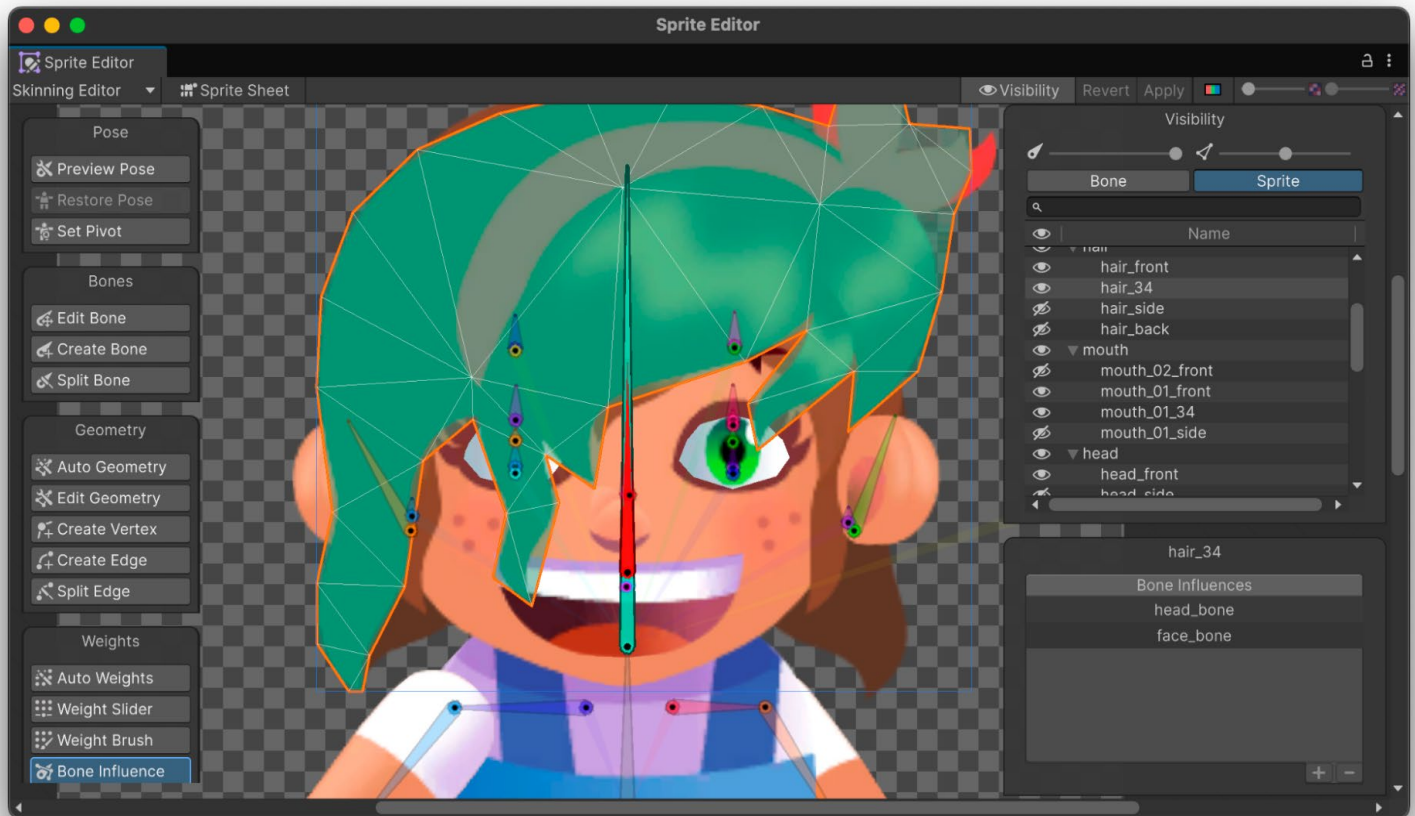 Sprite Editor
Sprite Editor
Skinning Editor
Sprite Sheet
Visibility
Revert
Apply
Pose
Preview Pose
Restore Pose
Set Pivot
Bones
Edit Bone
Create Bone
Split Bone
Geometry
Auto Geometry
Edit Geometry
Create Vertex
Create Edge
Split Edge
Weights
Auto Weights
Weight Slider
Weight Brush
Bone Influence
Visibility
Bone
Sprite
Name
hair
hair_front
hair_34
hair_side
hair_back
mouth
mouth_02_front
mouth_01_front
mouth_01_34
mouth_01_side
head
head_front
head_side
hair_34
Bone Influences
head_bone
face_bone